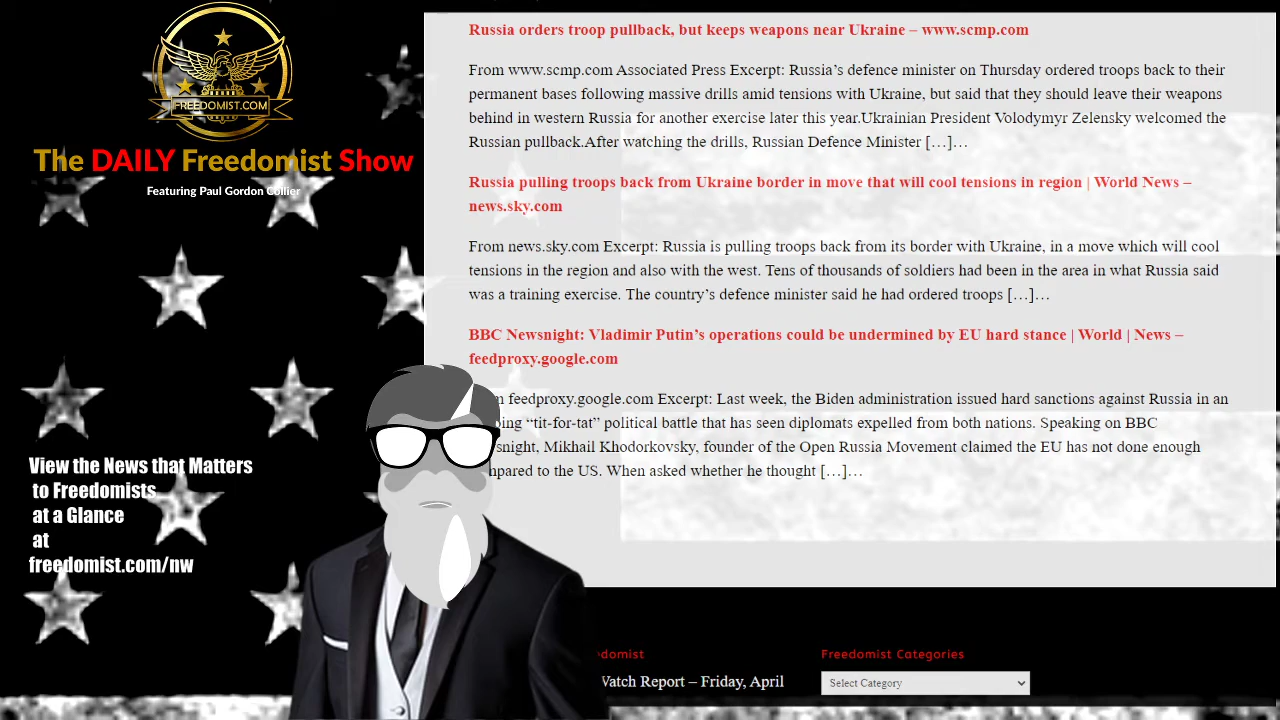 FREEDOMIST.COM
The DAILY Freedomist Show
Featuring Paul Gordon Collier
View the News that Matters
to Freedomists
at a Glance
at
freedomist.com/nw
Russia orders troop pullback, but keeps weapons near Ukraine – www.scmp.com
From www.scmp.com Associated Press Excerpt: Russia’s defence minister on Thursday ordered troops back to their
permanent bases following massive drills amid tensions with Ukraine, but said that they should leave their weapons
behind in western Russia for another exercise later this year.Ukrainian President Volodymyr Zelensky welcomed the
Russian pullback.After watching the drills, Russian Defence Minister […]…
Russia pulling troops back from Ukraine border in move that will cool tensions in region | World News –
news.sky.com
From news.sky.com Excerpt: Russia is pulling troops back from its border with Ukraine, in a move which will cool
tensions in the region and also with the west. Tens of thousands of soldiers had been in the area in what Russia said
was a training exercise. The country’s defence minister said he had ordered troops […]…
BBC Newsnight: Vladimir Putin’s operations could be undermined by EU hard stance | World | News –
feedproxy.google.com
feedproxy.google.com Excerpt: Last week, the Biden administration issued hard sanctions against Russia in an
“tit-for-tat” political battle that has seen diplomats expelled from both nations. Speaking on BBC
Mikhail Khodorkovsky, founder of the Open Russia Movement claimed the EU has not done enough
to the US. When asked whether he thought […]…
Report – Friday, April
Freedomist Categories
Select Category